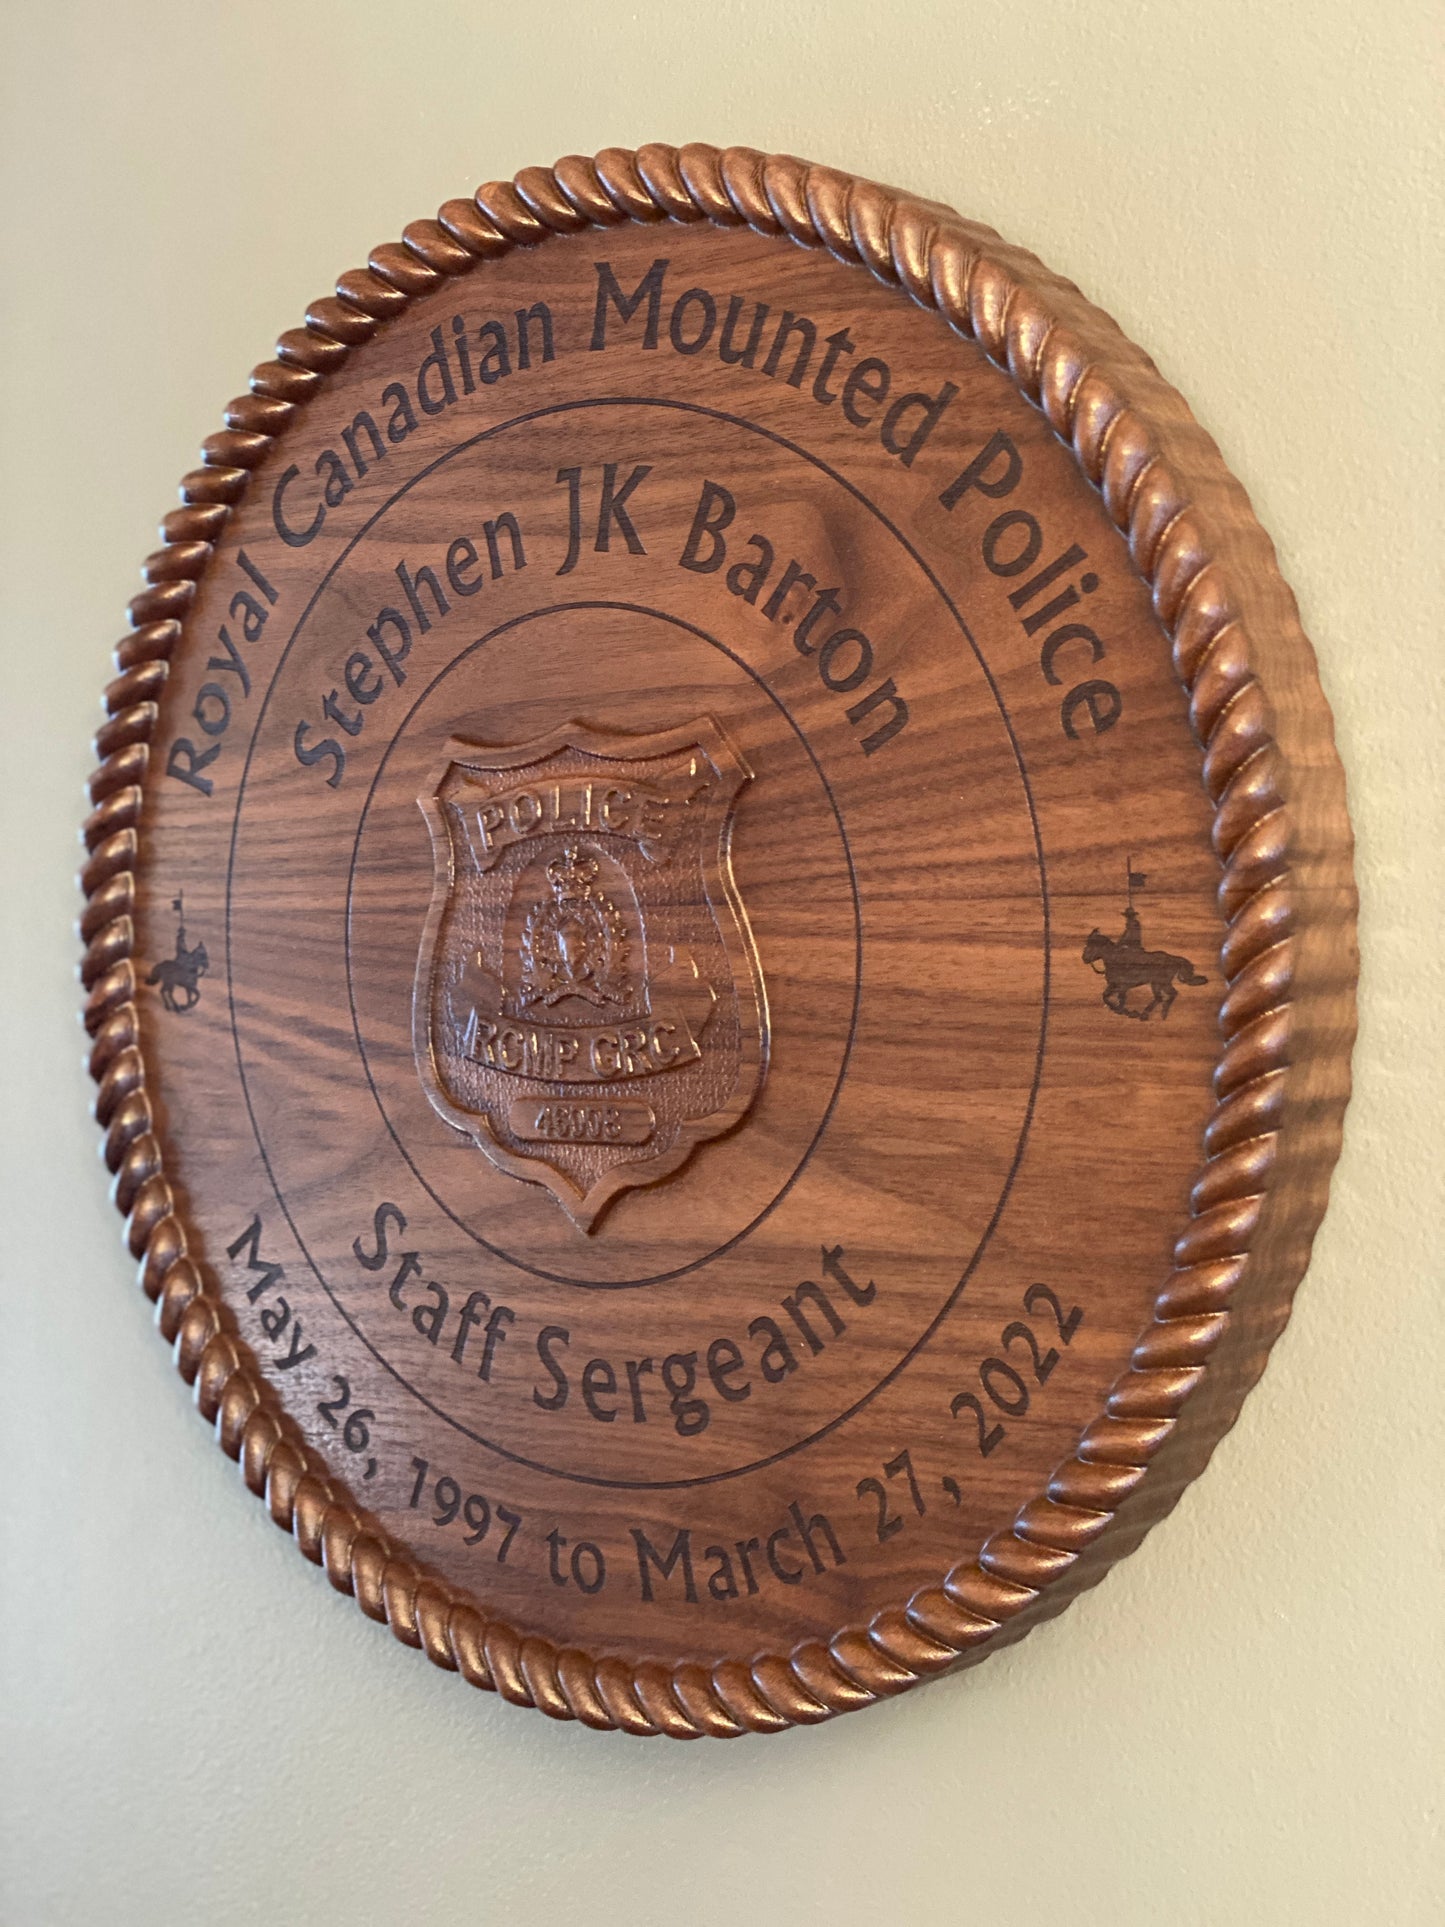 Royal Canadian Mounted Police
Stephen JK Barton
POLICE
RCMP GRC
46008
Staff Sergeant
May 26, 1997 to March 27, 2022